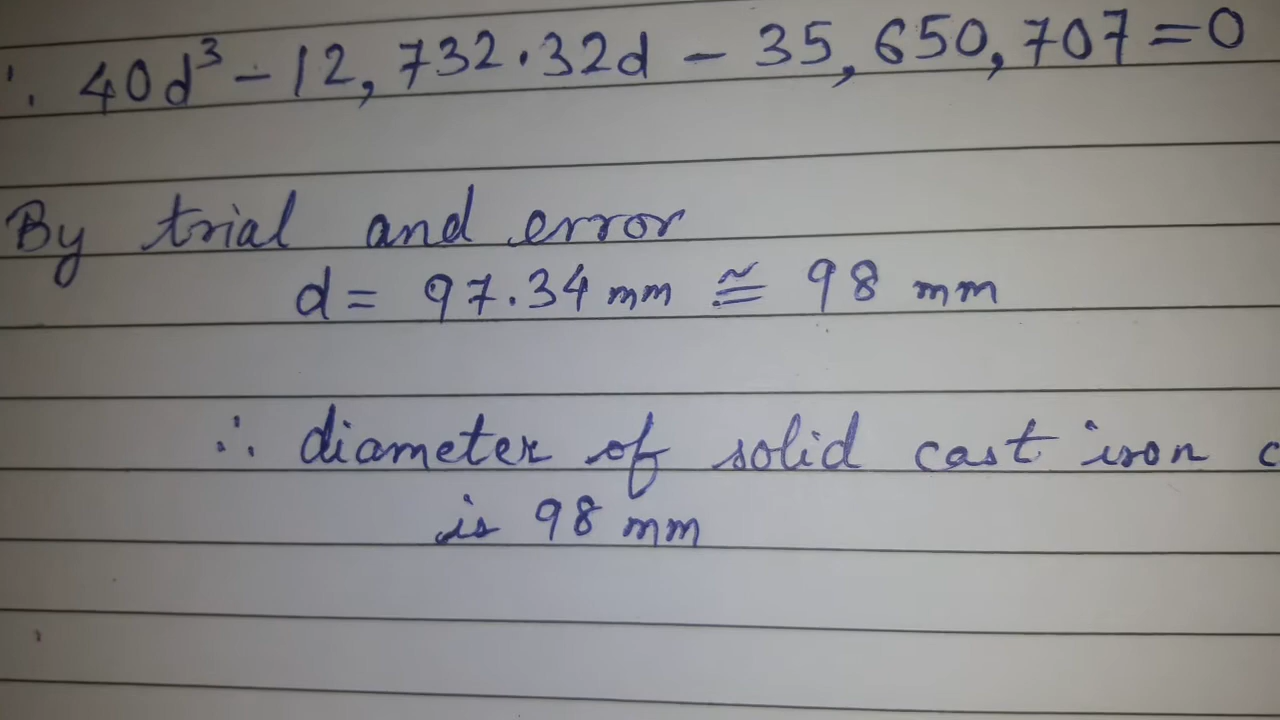 ∴ 40d³ - 12,732.32d - 35,650,707 = 0
By trial and error
d = 97.34 mm ≅ 98 mm
∴ diameter of solid cast iron c
is 98 mm